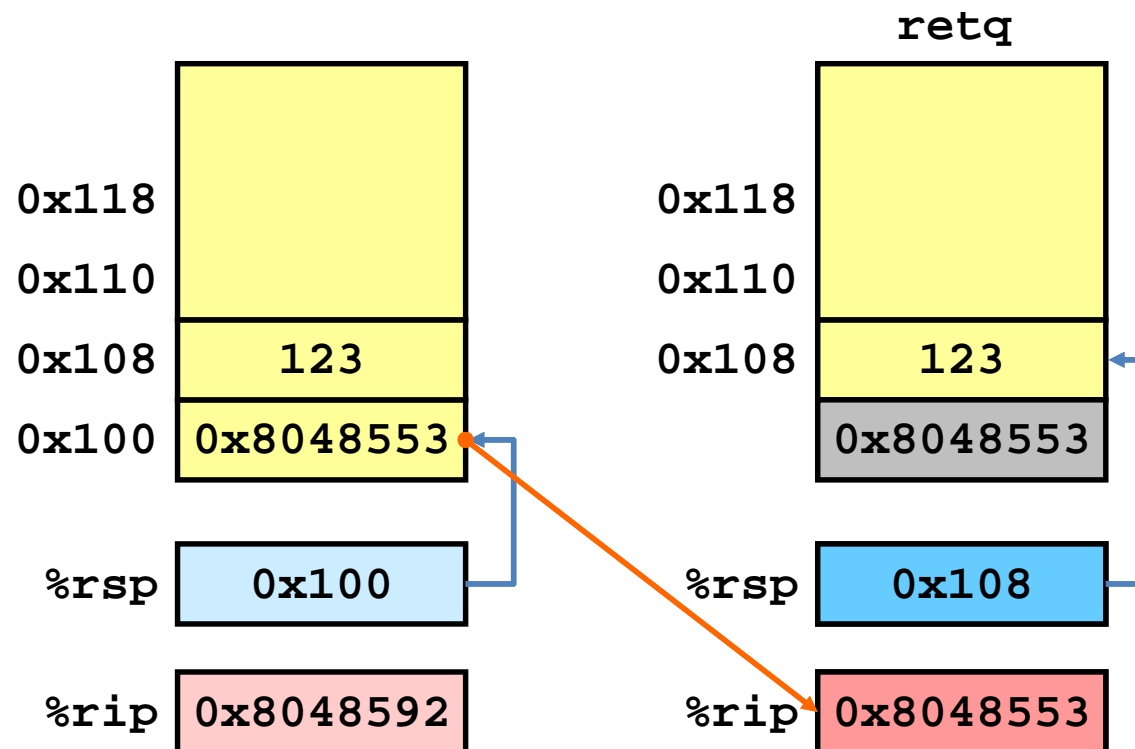 retq
0x118
0x110
0x108 123
0x100 0x8048553
%rsp 0x100
%rip 0x8048592
0x118
0x110
0x108 123
0x8048553
%rsp 0x108
%rip 0x8048553